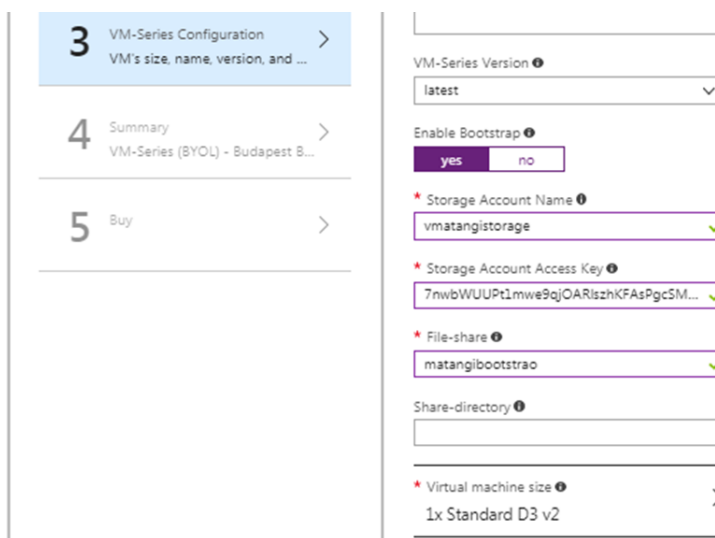 3
VM-Series Configuration
VM's size, name, version, and ...
4
Summary
VM-Series (BYOL) - Budapest B...
5
Buy
VM-Series Version
latest
Enable Bootstrap
yes no
* Storage Account Name
vmatangistorage
* Storage Account Access Key
7nwbWUUPt1mwe9qjOARlszhKFAsPgcSM...
* File-share
matangibootstrao
Share-directory
* Virtual machine size
1x Standard D3 v2